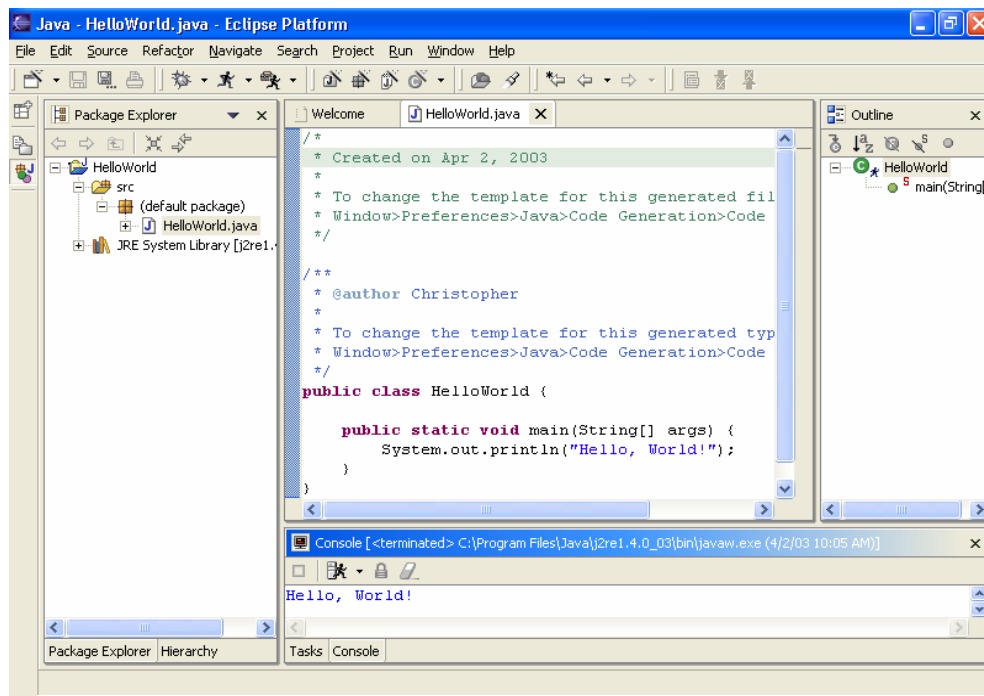 Java - HelloWorld.java - Eclipse Platform
File Edit Source Refactor Navigate Search Project Run Window Help
Package Explorer
HelloWorld
src
(default package)
HelloWorld.java
JRE System Library [j2re1.
Package Explorer Hierarchy
Welcome HelloWorld.java
/*
* Created on Apr 2, 2003
*
* To change the template for this generated fil
* Window>Preferences>Java>Code Generation>Code
*/
/**
* @author Christopher
*
* To change the template for this generated typ
* Window>Preferences>Java>Code Generation>Code
*/
public class HelloWorld {
public static void main(String[] args) {
System.out.println("Hello, World!");
}
}
Outline
HelloWorld
main(String[
Console [<terminated> C:\Program Files\Java\j2re1.4.0_03\bin\javaw.exe (4/2/03 10:05 AM)]
Hello, World!
Tasks Console